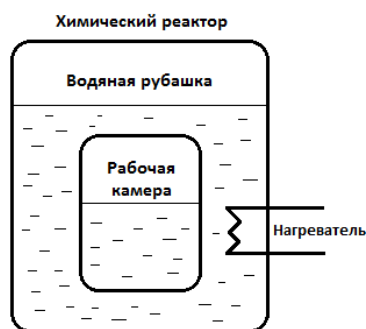 Химический реактор
Водяная рубашка
Рабочая
камера
Нагреватель